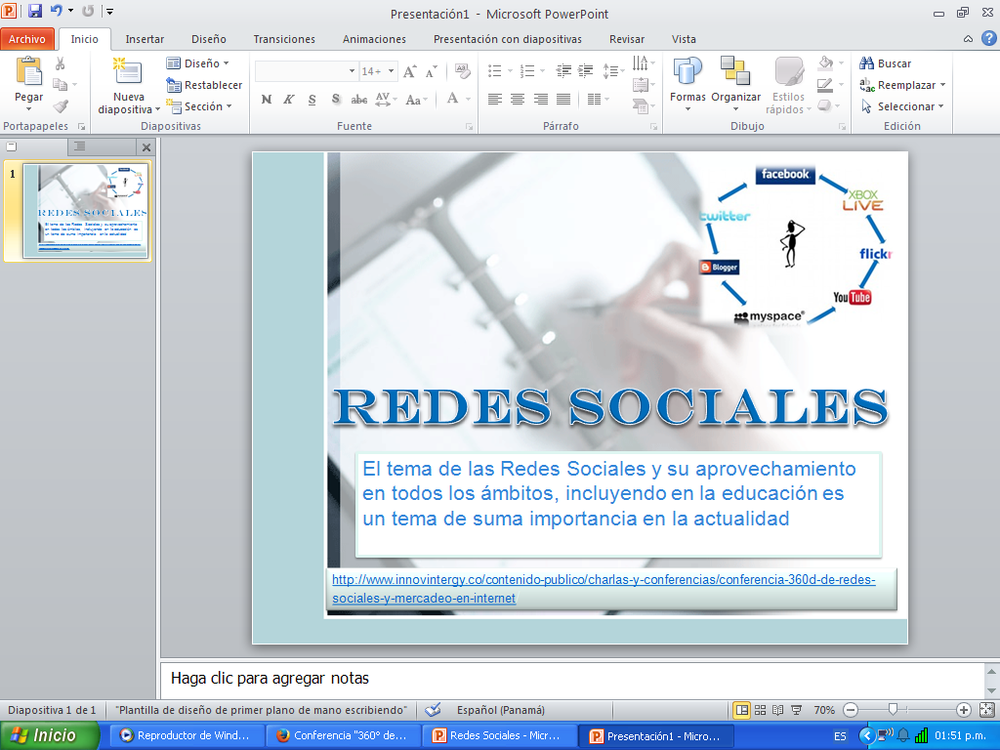 Presentación1 - Microsoft PowerPoint
Archivo Inicio Insertar Diseño Transiciones Animaciones Presentación con diapositivas Revisar Vista
Pegar
Portapapeles
Nueva diapositiva
Diseño
Restablecer
Sección
Diapositivas
14+
N K S S abc AV Aa A
Fuente
Párrafo
Formas
Organizar
Estilos rápidos
Dibujo
Buscar
Reemplazar
Seleccionar
Edición
1
facebook
XBOX LIVE
twitter
flickr
Blogger
YouTube
myspace
REDES SOCIALES
El tema de las Redes Sociales y su aprovechamiento
en todos los ámbitos, incluyendo en la educación es
un tema de suma importancia en la actualidad
http://www.innovintergy.co/contenido-publico/charlas-y-conferencias/conferencia-360d-de-redes-
sociales-y-mercadeo-en-internet
Haga clic para agregar notas
Diapositiva 1 de 1 "Plantilla de diseño de primer plano de mano escribiendo" Español (Panamá) 70%
Inicio Reproductor de Wind... Conferencia "360° de... Redes Sociales - Micr... Presentación1 - Micro... ES 01:51 p.m.